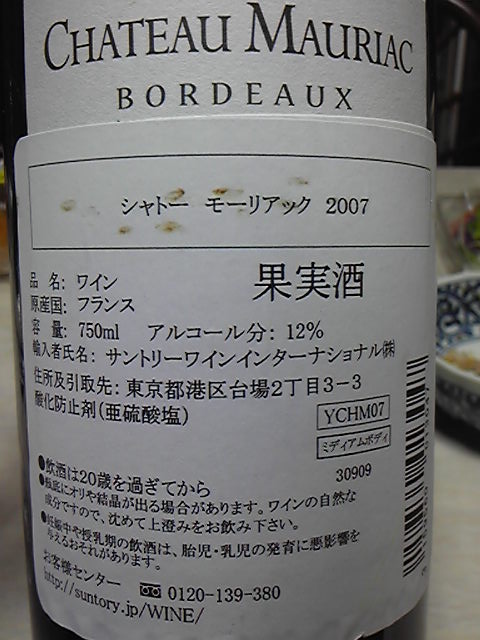 CHATEAU MAURIAC
BORDEAUX
シャトー モーリアック 2007
品 名: ワイン
果実酒
原産国: フランス
容 量: 750ml アルコール分: 12%
輸入者氏名: サントリーワインインターナショナル㈱
住所及引取先: 東京都港区台場2丁目3−3
酸化防止剤(亜硫酸塩)
YCHM07
ミディアムボディ
30909
●飲酒は20歳を過ぎてから
●瓶底にオリや結晶が出る場合があります。ワインの自然な
成分ですので、沈めて上澄みをお飲み下さい。
●妊娠中や授乳期の飲酒は、胎児・乳児の発育に悪影響を
与えるおそれがあります。
お客様センター 0120-139-380
http://suntory.jp/WINE/